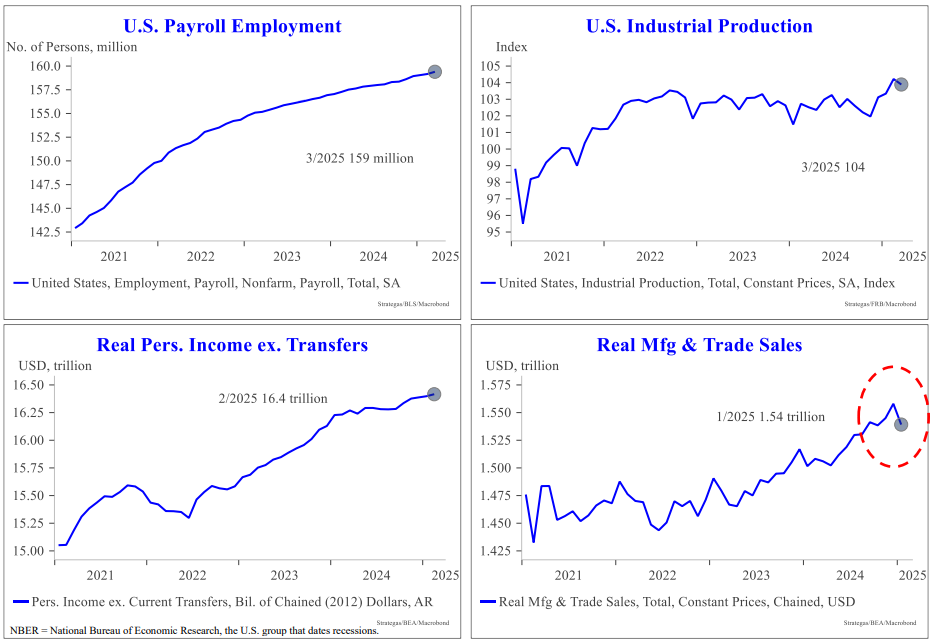 U.S. Payroll Employment
No. of Persons, million
160.0
157.5
155.0
152.5
150.0
147.5
145.0
142.5
3/2025 159 million
2021 2022 2023 2024 2025
United States, Employment, Payroll, Nonfarm, Payroll, Total, SA
Strategas/BLS/Macrobond
U.S. Industrial Production
Index
105
104
103
102
101
100
99
98
97
96
95
3/2025 104
2021 2022 2023 2024 2025
United States, Industrial Production, Total, Constant Prices, SA, Index
Strategas/FRB/Macrobond
Real Pers. Income ex. Transfers
USD, trillion
16.50
16.25
16.00
15.75
15.50
15.25
15.00
2/2025 16.4 trillion
2021 2022 2023 2024 2025
Pers. Income ex. Current Transfers, Bil. of Chained (2012) Dollars, AR
Strategas/BEA/Macrobond
NBER = National Bureau of Economic Research, the U.S. group that dates recessions.
Real Mfg & Trade Sales
USD, trillion
1.575
1.550
1.525
1.500
1.475
1.450
1.425
1/2025 1.54 trillion
2021 2022 2023 2024 2025
Real Mfg & Trade Sales, Total, Constant Prices, Chained, USD
Strategas/BEA/Macrobond